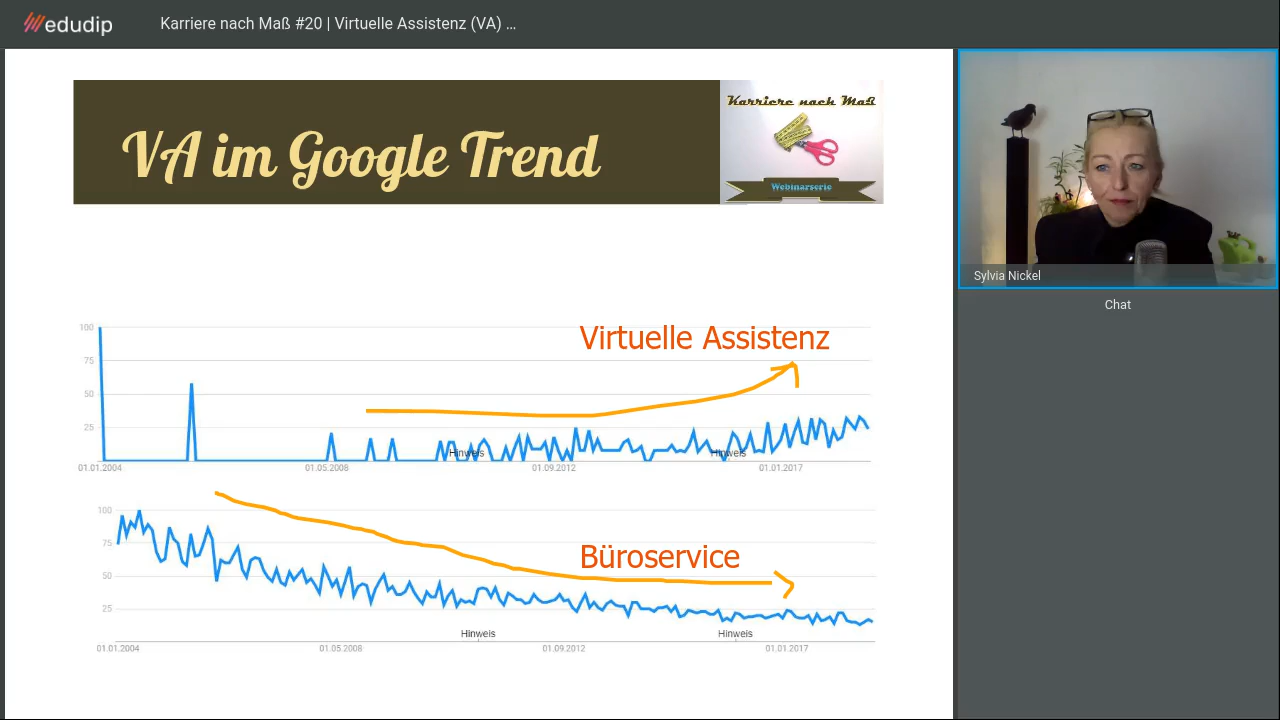 edudip
Karriere nach Maß #20 | Virtuelle Assistenz (VA) ...
VA im Google Trend
Karriere nach Maß
Webinarserie
Sylvia Nickel
Chat
Virtuelle Assistenz
100
75
50
25
Hinweis
Hinweis
01.01.2004
01.05.2008
01.09.2012
01.01.2017
Büroservice
100
75
50
25
Hinweis
Hinweis
01.01.2004
01.05.2008
01.09.2012
01.01.2017